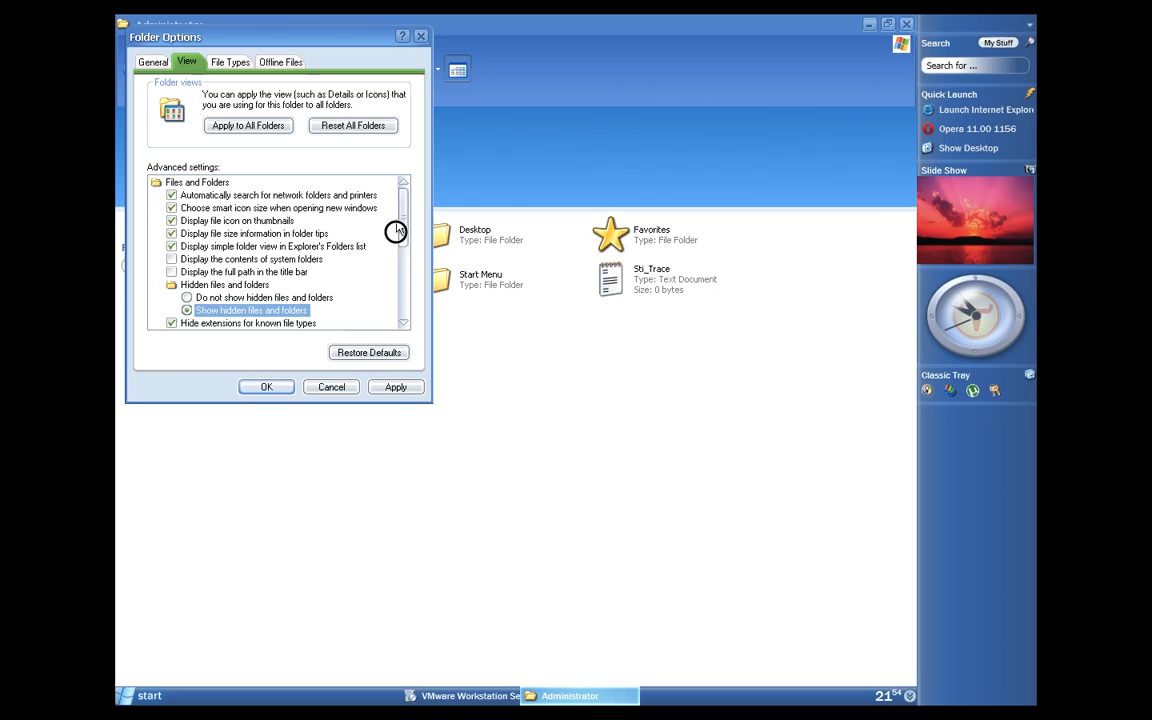 Administrator
Folder Options
General View File Types Offline Files
Folder views
You can apply the view (such as Details or Icons) that
you are using for this folder to all folders.
Apply to All Folders Reset All Folders
Advanced settings:
Files and Folders
Automatically search for network folders and printers
Choose smart icon size when opening new windows
Display file icon on thumbnails
Display file size information in folder tips
Display simple folder view in Explorer's Folders list
Display the contents of system folders
Display the full path in the title bar
Hidden files and folders
Do not show hidden files and folders
Show hidden files and folders
Hide extensions for known file types
Restore Defaults
OK Cancel Apply
Desktop
Type: File Folder
Favorites
Type: File Folder
Start Menu
Type: File Folder
Sti_Trace
Type: Text Document
Size: 0 bytes
Search My Stuff
Search for ...
Quick Launch
Launch Internet Explor
Opera 11.00 1156
Show Desktop
Slide Show
Classic Tray
start VMware Workstation Se Administrator 21 54